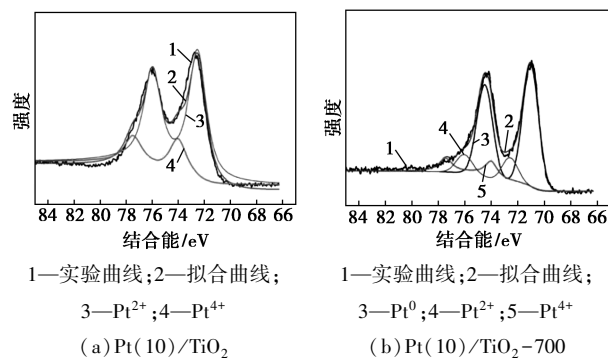 强度
1
2
3
4
84 82 80 78 76 74 72 70 68 66
结合能/eV
1—实验曲线;2—拟合曲线;
3—Pt²⁺;4—Pt⁴⁺
(a)Pt(10)/TiO₂
强度
1
4
3
2
5
84 82 80 78 76 74 72 70 68 66
结合能/eV
1—实验曲线;2—拟合曲线;
3—Pt⁰;4—Pt²⁺;5—Pt⁴⁺
(b)Pt(10)/TiO₂-700